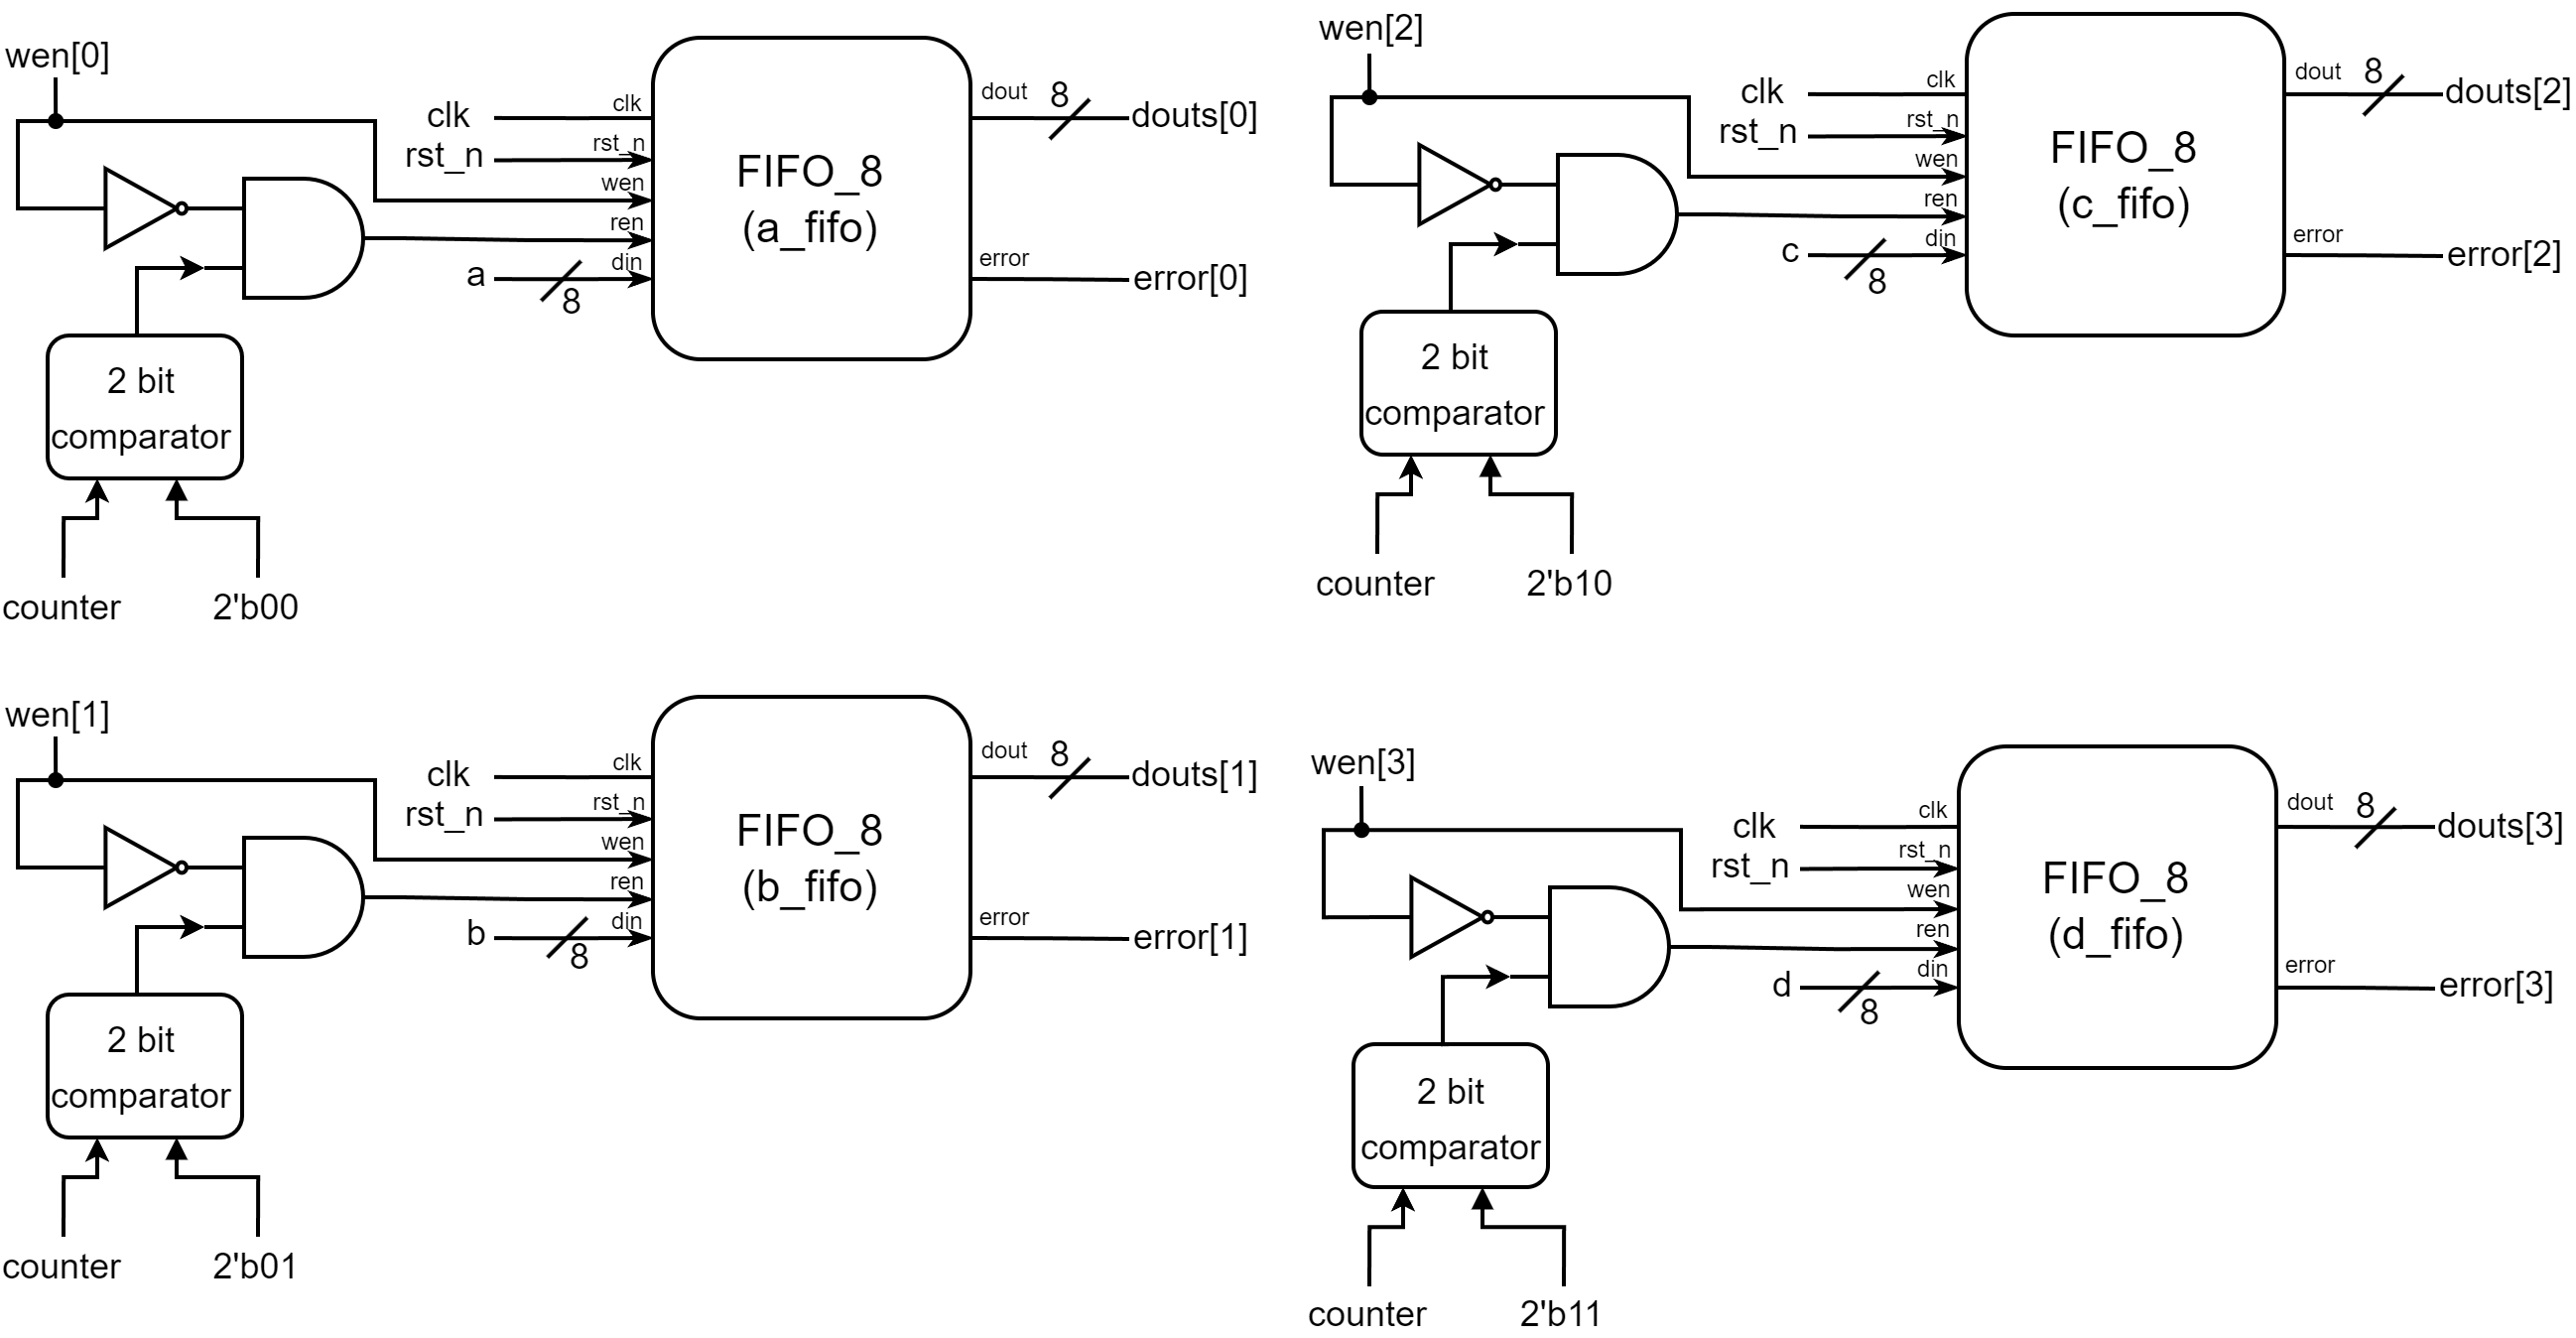 wen[0]
clk
rst_n
a
8
clk
rst_n
wen
ren
din
FIFO_8
(a_fifo)
dout
8
douts[0]
error
error[0]
2 bit
comparator
counter
2'b00
wen[2]
clk
rst_n
c
8
clk
rst_n
wen
ren
din
FIFO_8
(c_fifo)
dout
8
douts[2]
error
error[2]
2 bit
comparator
counter
2'b10
wen[1]
clk
rst_n
b
8
clk
rst_n
wen
ren
din
FIFO_8
(b_fifo)
dout
8
douts[1]
error
error[1]
2 bit
comparator
counter
2'b01
wen[3]
clk
rst_n
d
8
clk
rst_n
wen
ren
din
FIFO_8
(d_fifo)
dout
8
douts[3]
error
error[3]
2 bit
comparator
counter
2'b11